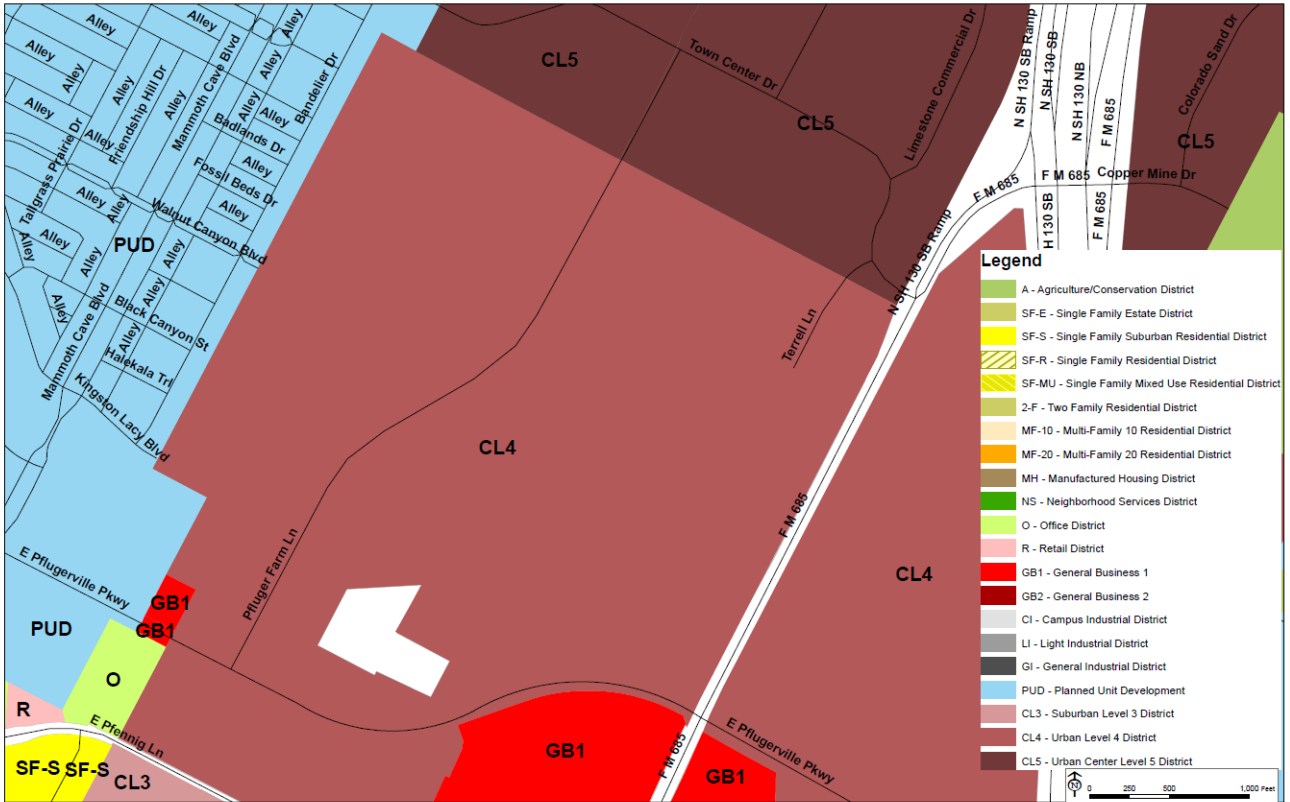 Alley
Alley
Alley
Alley
Alley
Alley
Alley
Alley
Alley
Friendship Hill Dr
Alley
Mammoth Cave Blvd
Alley
Alley
Alley
Bandelier Dr
Badlands Dr
Alley
Fossil Beds Dr
Alley
Tallgrass Prairie Dr
Alley
Alley
Alley
Alley
Walnut Canyon Blvd
PUD
Alley
Alley
Alley
Alley
Black Canyon St
Alley
Halekala Trl
Mammoth Cave Blvd
Kingston Lacy Blvd
CL5
Town Center Dr
CL5
Limestone Commercial Dr
N SH 130 SB Ramp
N SH 130 SB
N SH 130 NB
F M 685
Colorado Sand Dr
CL5
F M 685
F M 685
Copper Mine Dr
H 130 SB
F M 685
N SH 130 SB Ramp
Terrell Ln
CL4
F M 685
CL4
Pfluger Farm Ln
E Pflugerville Pkwy
GB1
GB1
PUD
O
R
E Pfennig Ln
SF-S
SF-S
CL3
GB1
F M 685
GB1
E Pflugerville Pkwy
Legend
A - Agriculture/Conservation District
SF-E - Single Family Estate District
SF-S - Single Family Suburban Residential District
SF-R - Single Family Residential District
SF-MU - Single Family Mixed Use Residential District
2-F - Two Family Residential District
MF-10 - Multi-Family 10 Residential District
MF-20 - Multi-Family 20 Residential District
MH - Manufactured Housing District
NS - Neighborhood Services District
O - Office District
R - Retail District
GB1 - General Business 1
GB2 - General Business 2
CI - Campus Industrial District
LI - Light Industrial District
GI - General Industrial District
PUD - Planned Unit Development
CL3 - Suburban Level 3 District
CL4 - Urban Level 4 District
CL5 - Urban Center Level 5 District
N
0 250 500 1,000 Feet